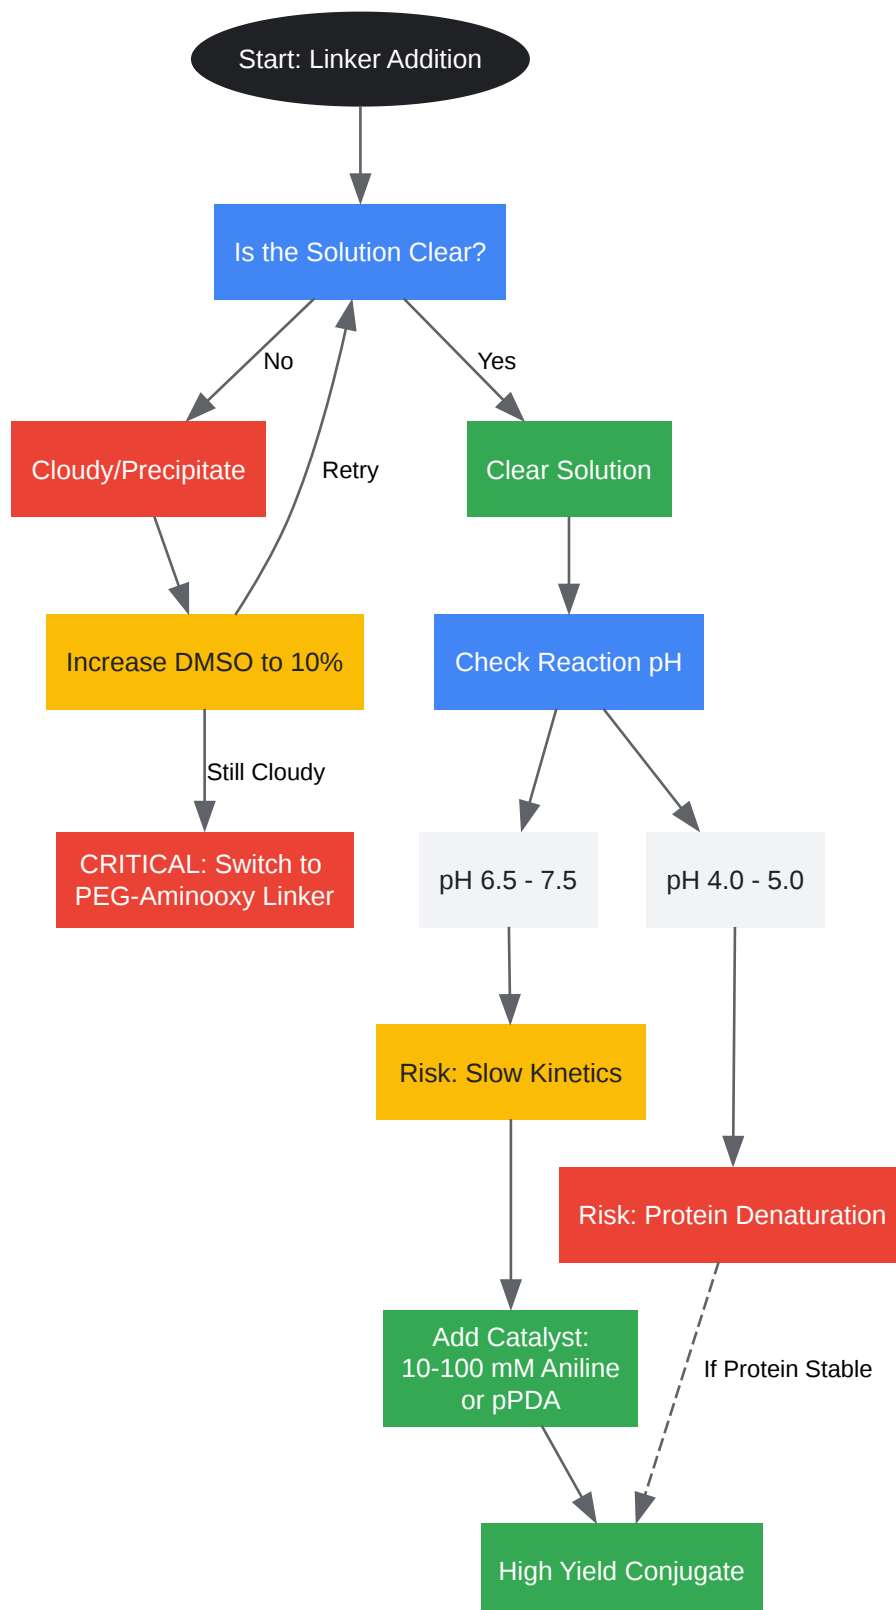 Start: Linker Addition
Is the Solution Clear?
No
Yes
Cloudy/Precipitate
Retry
Clear Solution
Increase DMSO to 10%
Check Reaction pH
Still Cloudy
CRITICAL: Switch to
PEG-Aminooxy Linker
pH 6.5 - 7.5
pH 4.0 - 5.0
Risk: Slow Kinetics
Risk: Protein Denaturation
Add Catalyst:
10-100 mM Aniline
or pPDA
If Protein Stable
High Yield Conjugate